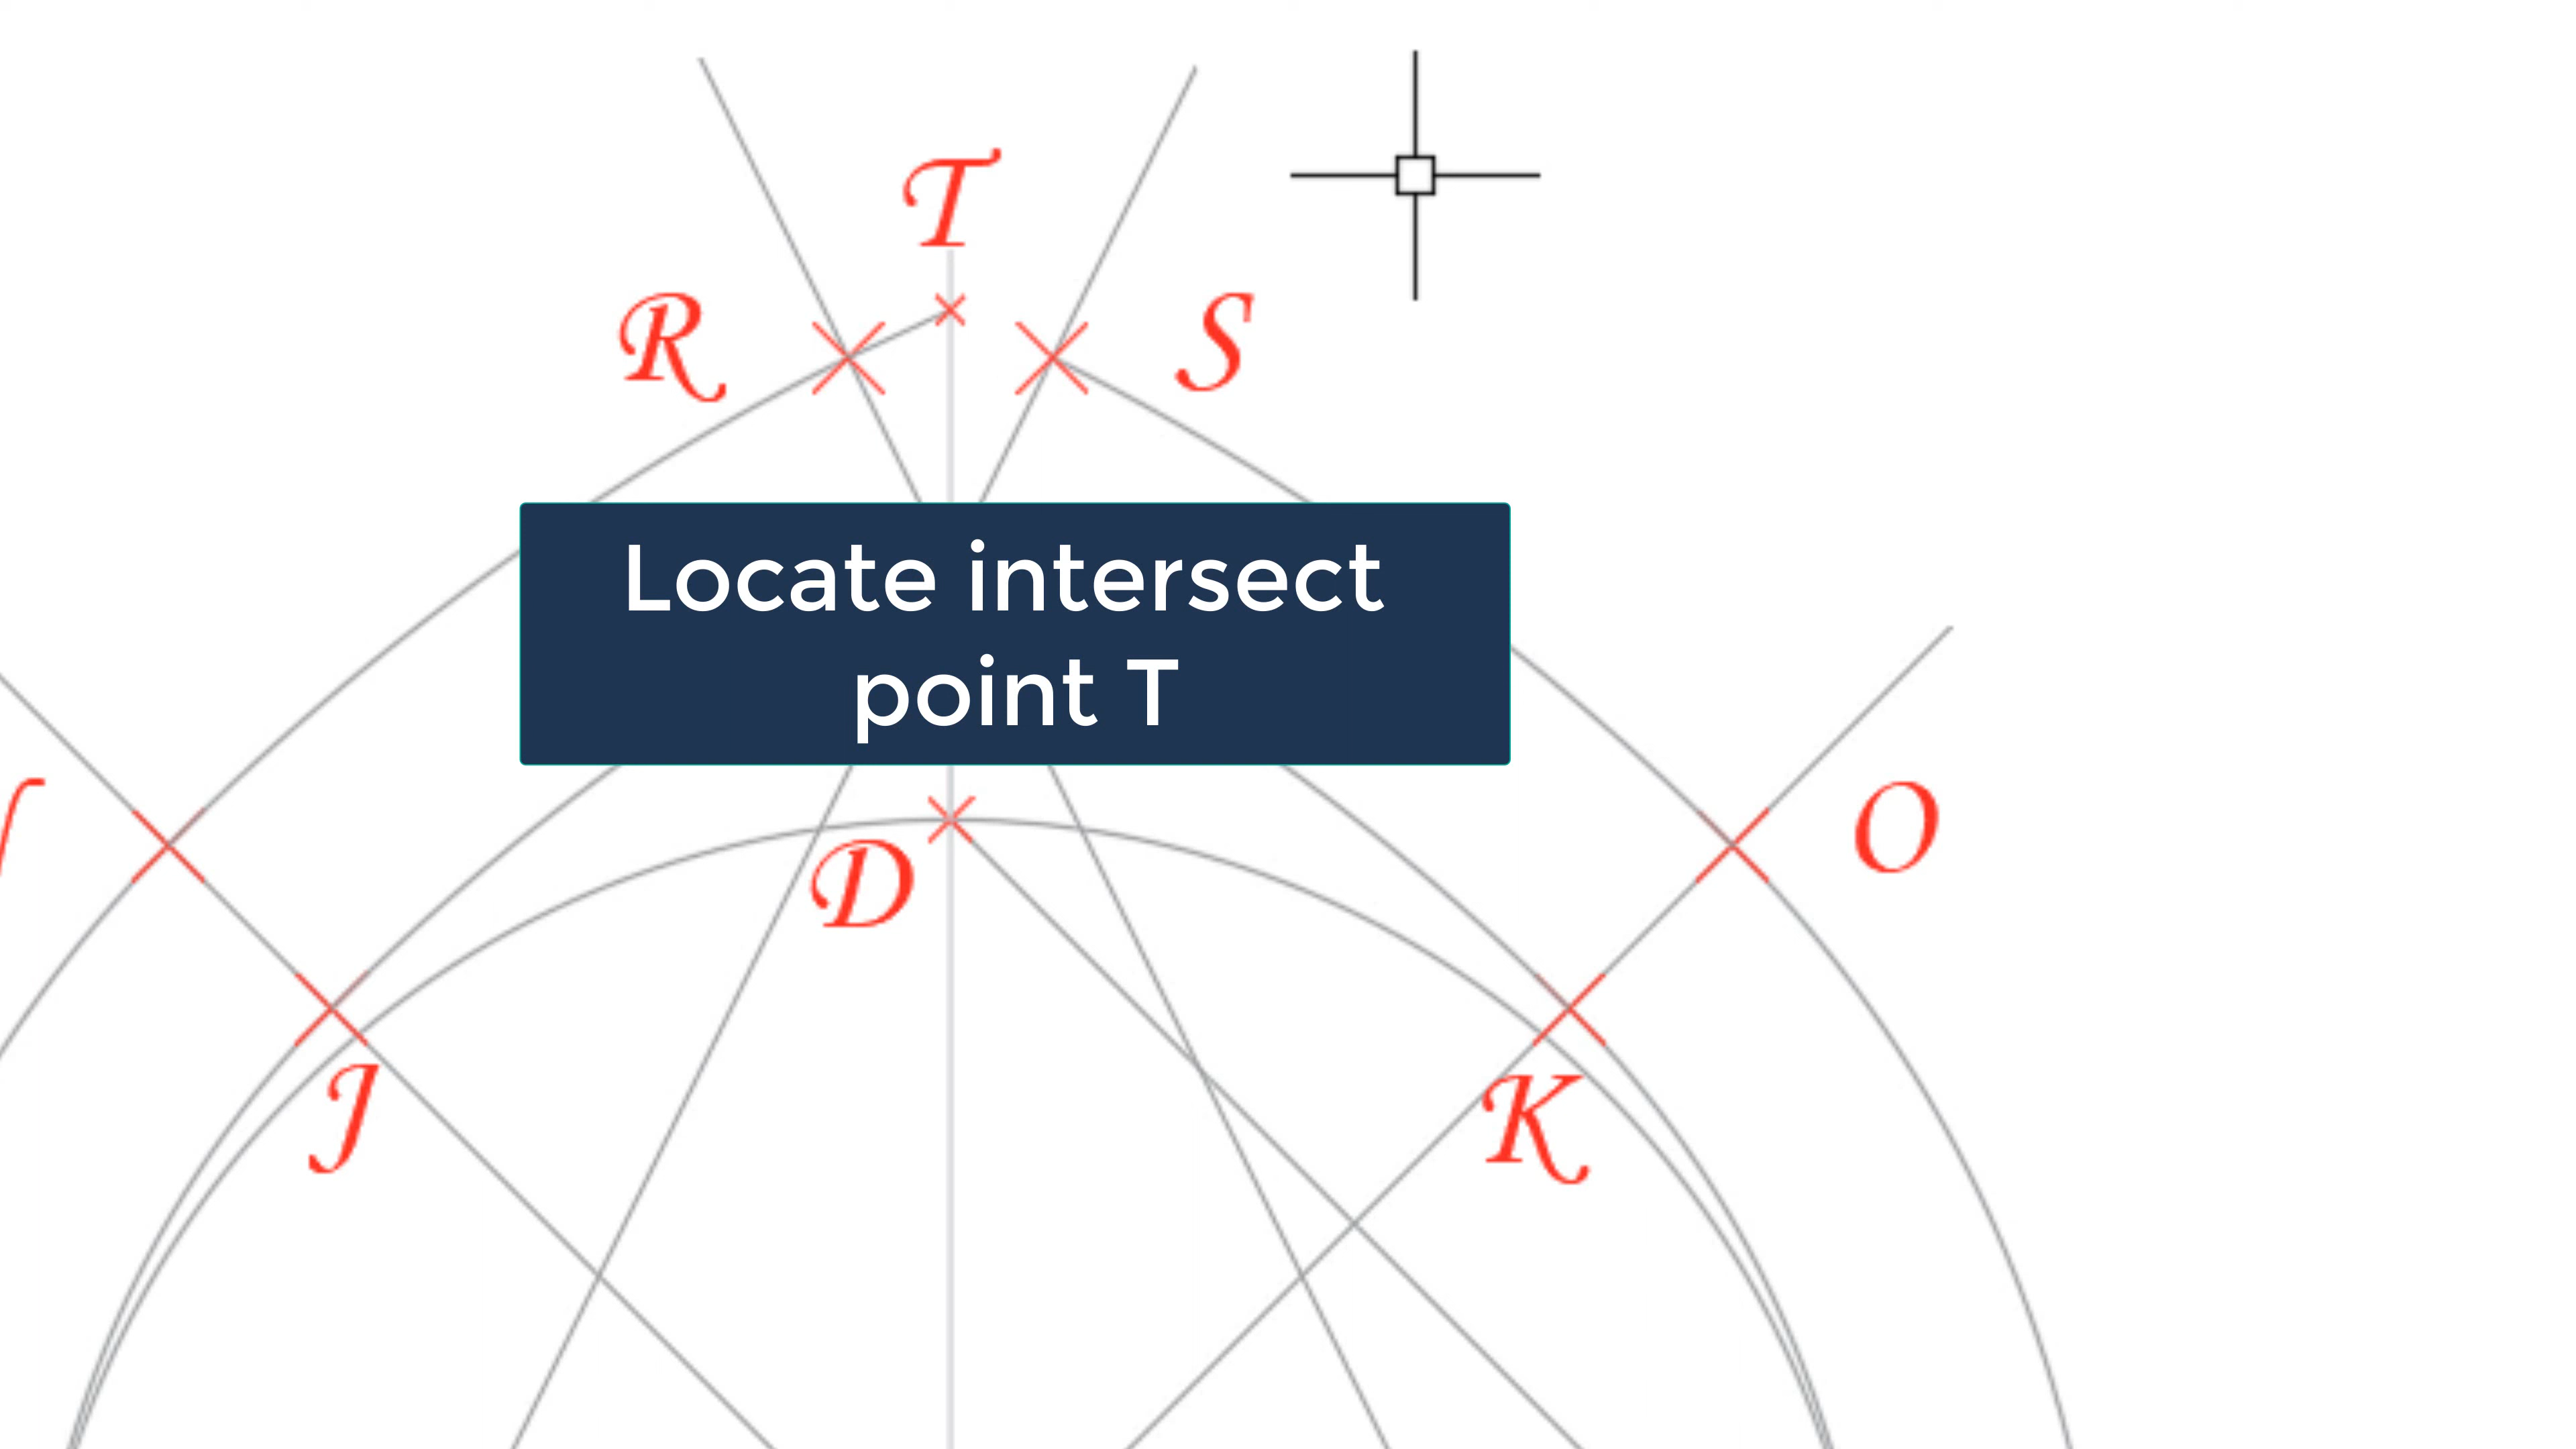 T
R
S
Locate intersect
point T
O
D
J
K